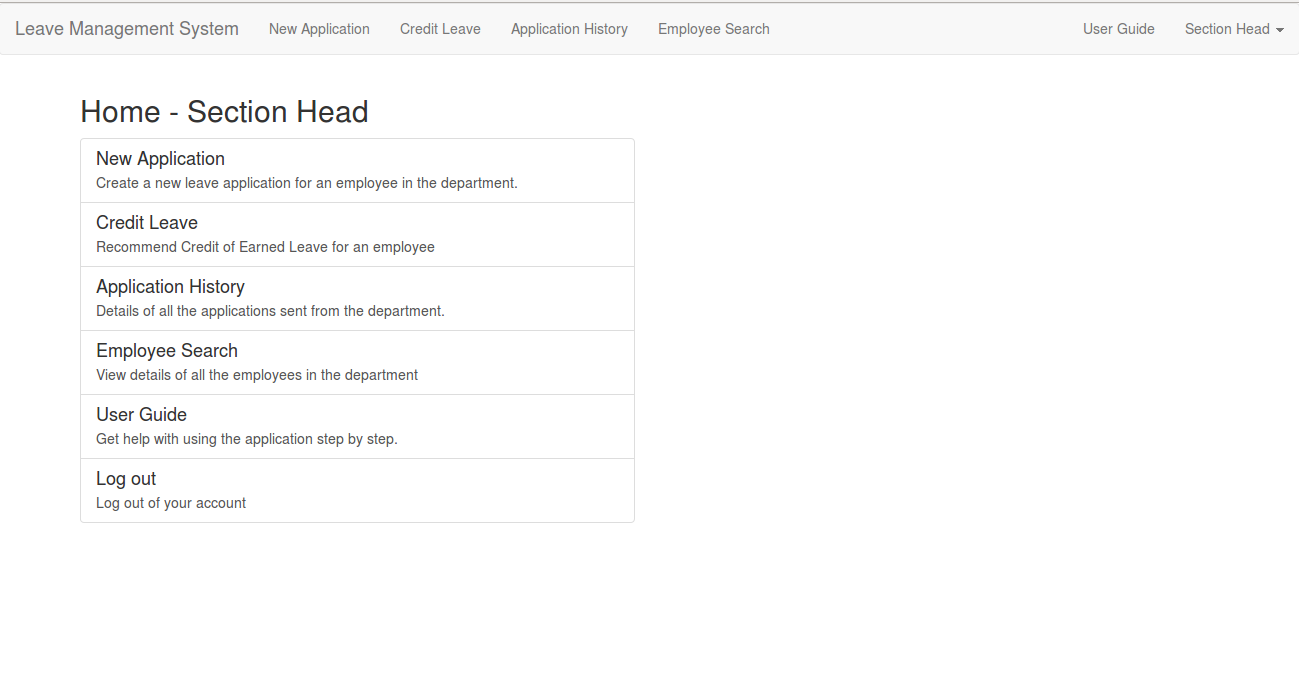 Leave Management System New Application Credit Leave Application History Employee Search User Guide Section Head
Home - Section Head
New Application
Create a new leave application for an employee in the department.
Credit Leave
Recommend Credit of Earned Leave for an employee
Application History
Details of all the applications sent from the department.
Employee Search
View details of all the employees in the department
User Guide
Get help with using the application step by step.
Log out
Log out of your account